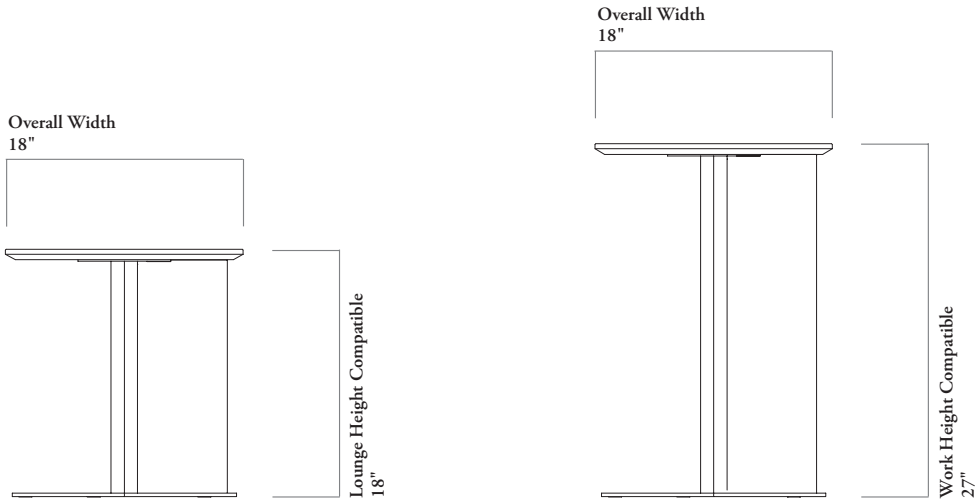 Overall Width
18"
Lounge Height Compatible
18"
Overall Width
18"
Work Height Compatible
27"